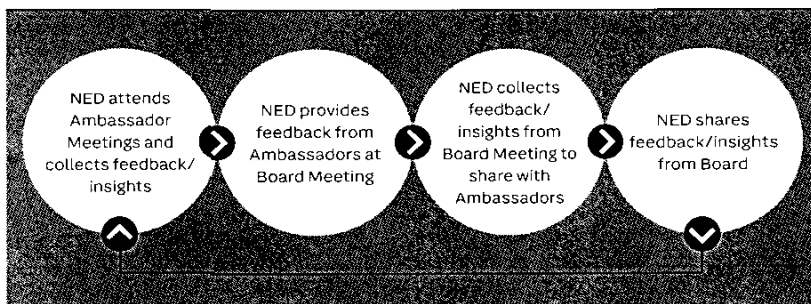 NED attends
Ambassador
Meetings and
collects feedback/
insights
NED provides
feedback from
Ambassadors at
Board Meeting
NED collects
feedback/
insights from
Board Meeting to
share with
Ambassadors
NED shares
feedback/insights
from Board